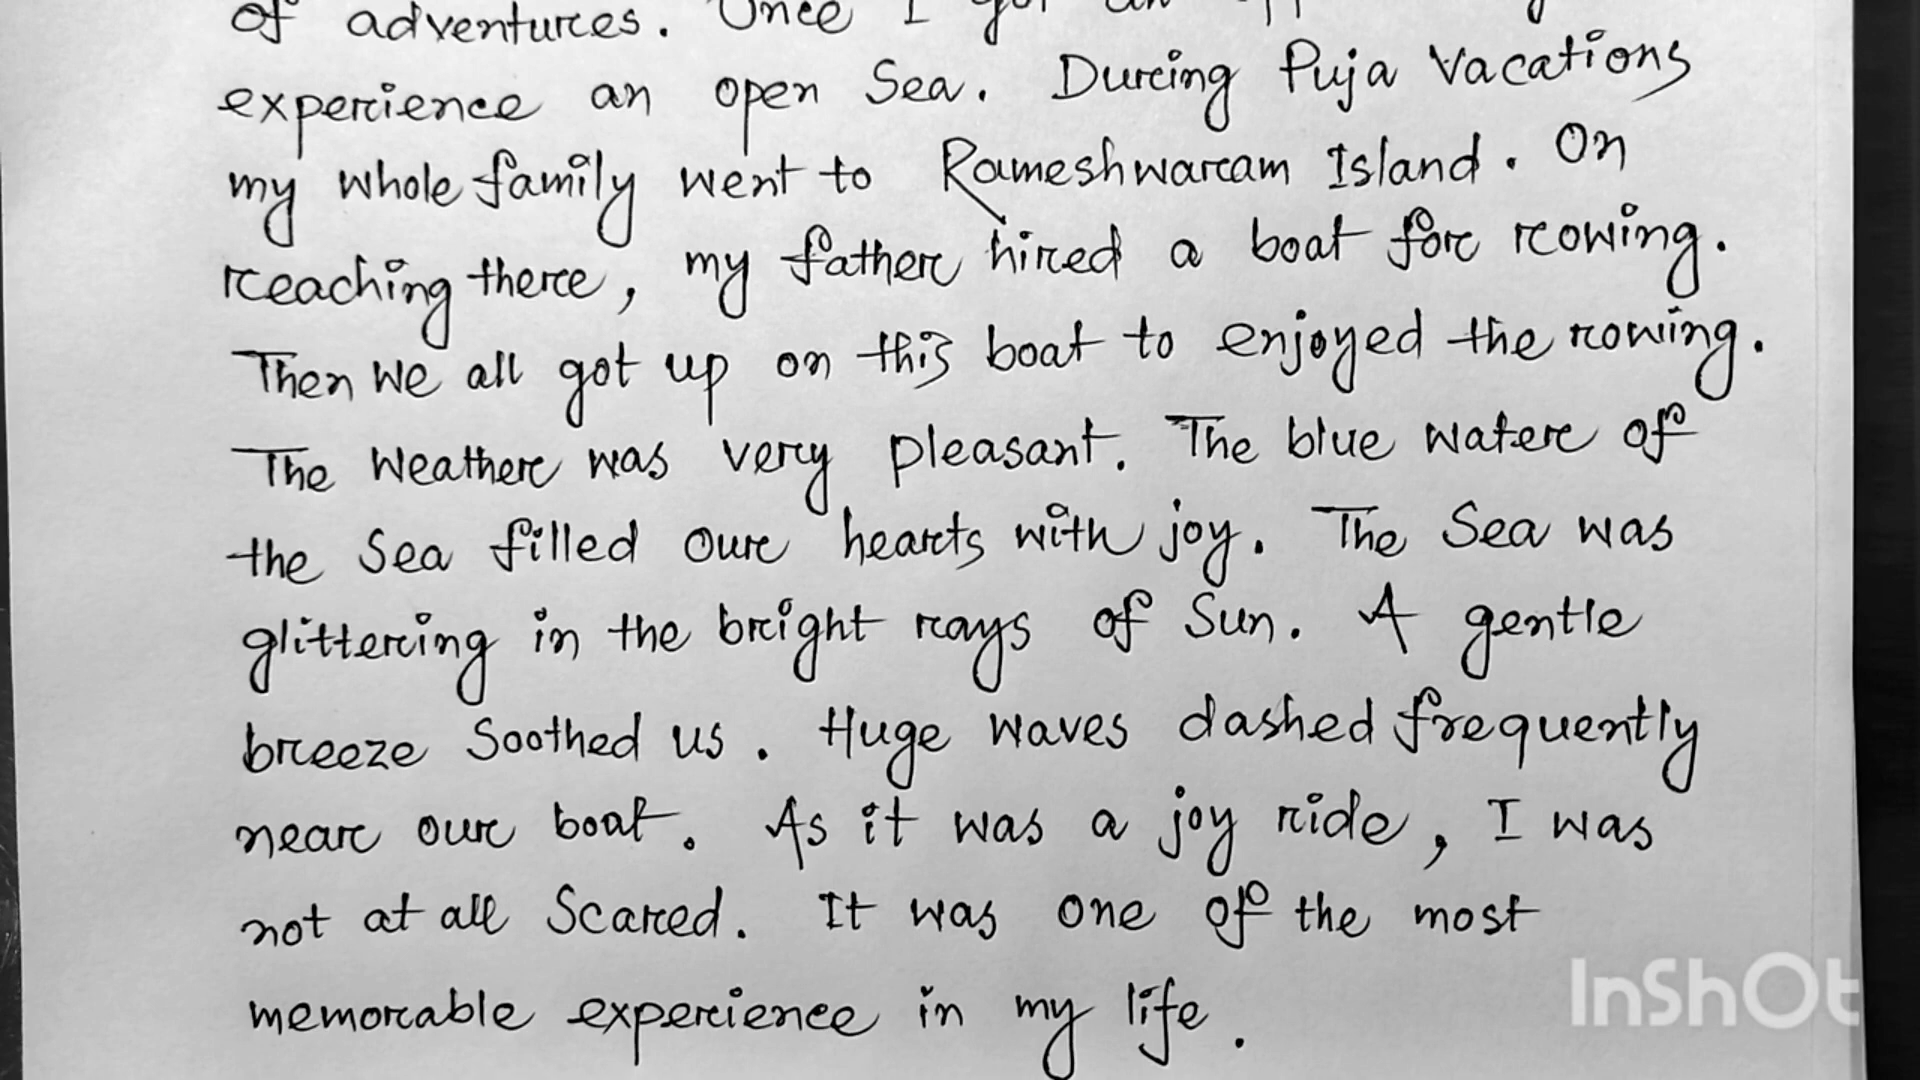 of adventures. Once I got an
experience an open Sea. During Puja Vacations
my whole family went to Rameshwaram Island. On
reaching there, my father hired a boat for rowing.
Then we all got up on this boat to enjoyed the rowing.
The Weather was very pleasant. The blue water of
the Sea filled our hearts with joy. The Sea was
glittering in the bright rays of Sun. A gentle
breeze Soothed us. Huge waves dashed frequently
near our boat. As it was a joy ride, I was
not at all Scared. It was one of the most
memorable experience in my life.
InShOt